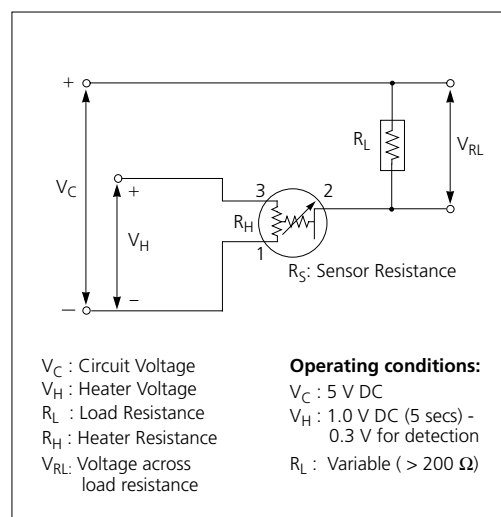 +
R_L
V_RL
V_C
+
3
2
R_H
V_H
1
R_S: Sensor Resistance
–
–
V_C : Circuit Voltage
V_H : Heater Voltage
R_L : Load Resistance
R_H : Heater Resistance
V_RL: Voltage across
load resistance
Operating conditions:
V_C : 5 V DC
V_H : 1.0 V DC (5 secs) -
0.3 V for detection
R_L : Variable ( > 200 Ω)